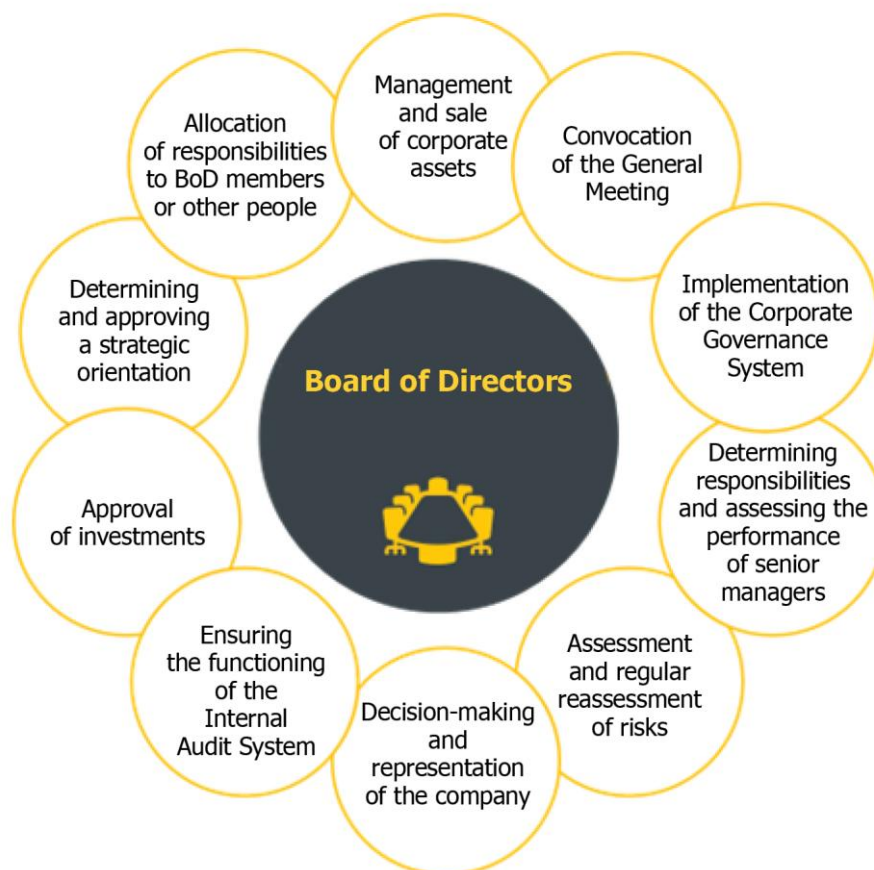 Management
and sale
of corporate
assets
Convocation
of the General
Meeting
Implementation
of the Corporate
Governance
System
Determining
responsibilities
and assessing the
performance
of senior
managers
Assessment
and regular
reassessment
of risks
Decision-making
and
representation
of the company
Ensuring
the functioning
of the
Internal
Audit System
Approval
of investments
Determining
and approving
a strategic
orientation
Allocation
of responsibilities
to BoD members
or other people
Board of Directors